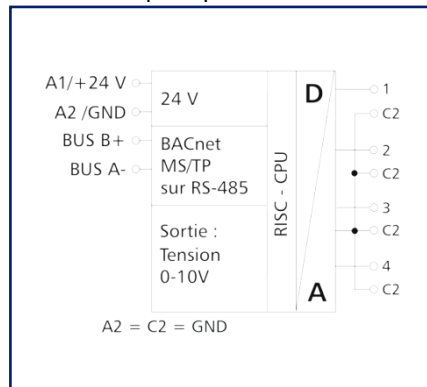 A1/+24 V
A2 /GND
BUS B+
BUS A-
24 V
BACnet
MS/TP
sur RS-485
Sortie :
Tension
0-10V
RISC - CPU
D
A
1
C2
2
C2
3
C2
4
C2
A2 = C2 = GND